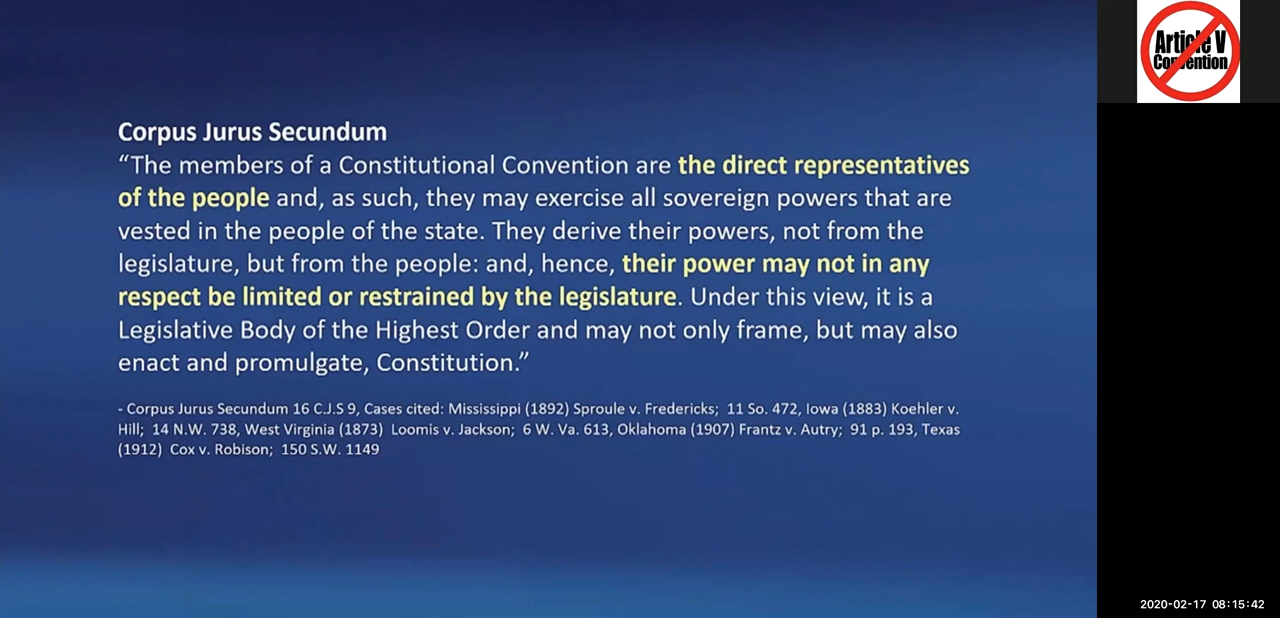 Corpus Jurus Secundum
“The members of a Constitutional Convention are the direct representatives
of the people and, as such, they may exercise all sovereign powers that are
vested in the people of the state. They derive their powers, not from the
legislature, but from the people: and, hence, their power may not in any
respect be limited or restrained by the legislature. Under this view, it is a
Legislative Body of the Highest Order and may not only frame, but may also
enact and promulgate, Constitution.”
- Corpus Jurus Secundum 16 C.J.S 9, Cases cited: Mississippi (1892) Sproule v. Fredericks; 11 So. 472, Iowa (1883) Koehler v.
Hill; 14 N.W. 738, West Virginia (1873) Loomis v. Jackson; 6 W. Va. 613, Oklahoma (1907) Frantz v. Autry; 91 p. 193, Texas
(1912) Cox v. Robison; 150 S.W. 1149
Article V
Convention
2020-02-17 08:15:42